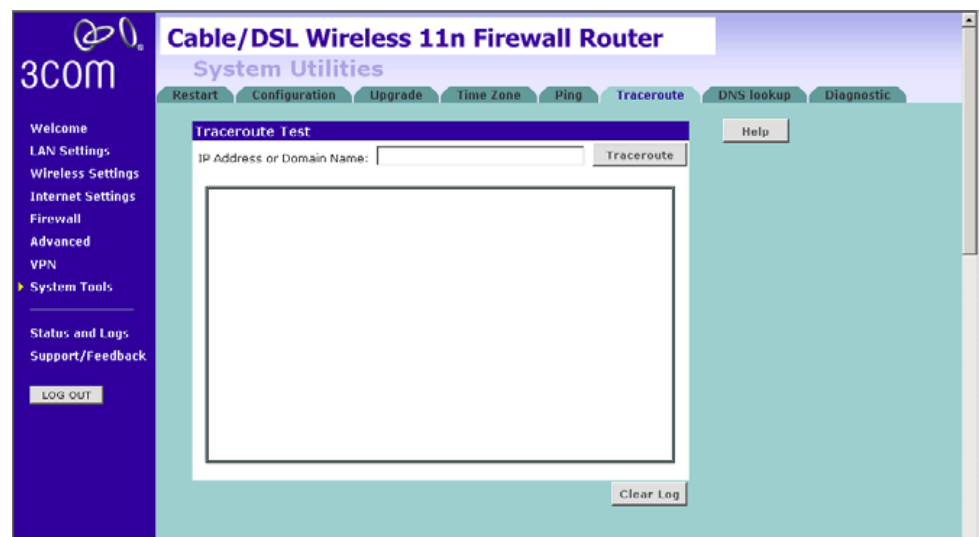 3COM
Cable/DSL Wireless 11n Firewall Router
System Utilities
Restart Configuration Upgrade Time Zone Ping Traceroute DNS lookup Diagnostic
Welcome
LAN Settings
Wireless Settings
Internet Settings
Firewall
Advanced
VPN
System Tools
Status and Logs
Support/Feedback
LOG OUT
Traceroute Test
IP Address or Domain Name:
Traceroute
Clear Log
Help